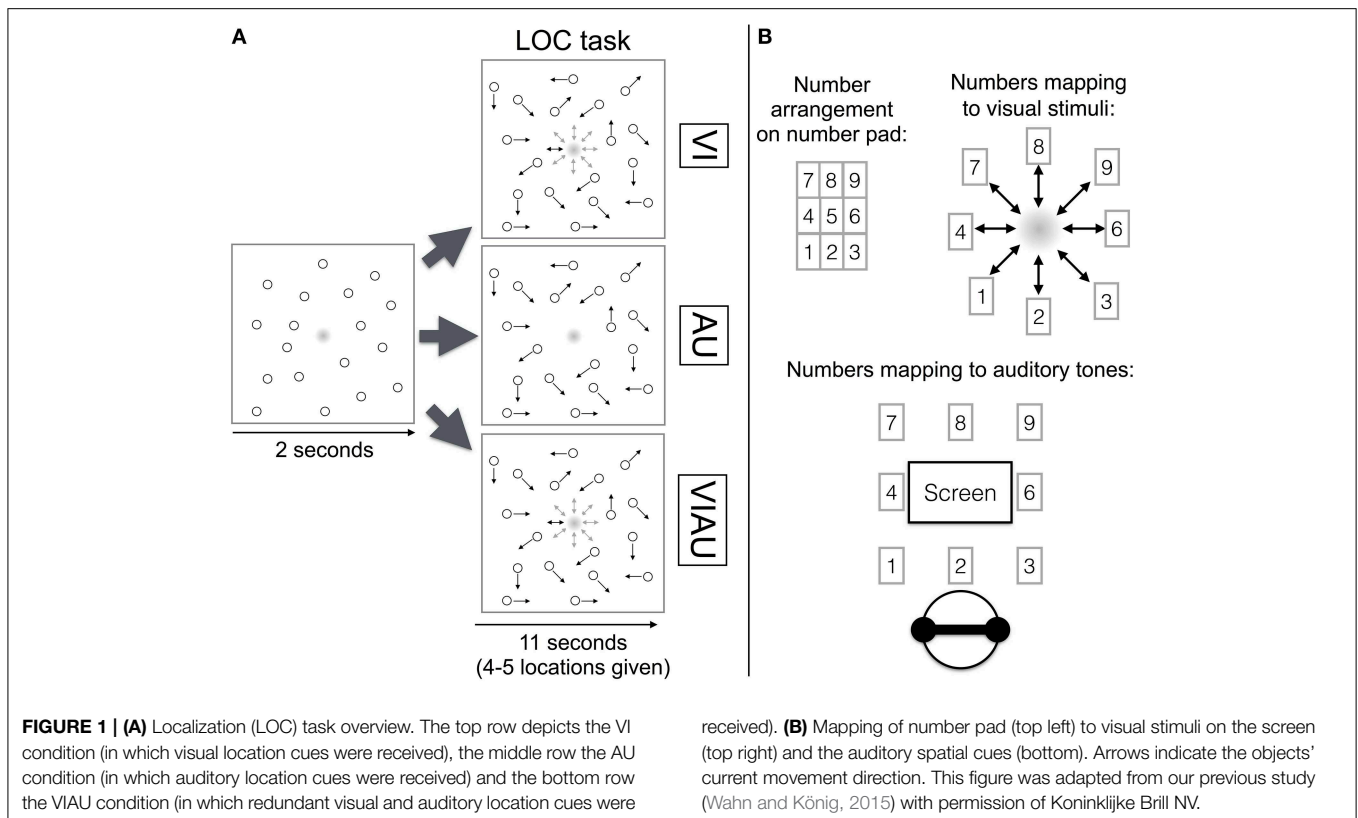 A
LOC task
VI
AU
VIAU
2 seconds
11 seconds
(4-5 locations given)
B
Number
arrangement
on number pad:
7 8 9
4 5 6
1 2 3
Numbers mapping
to visual stimuli:
8
7 9
4 6
1 3
2
Numbers mapping to auditory tones:
7 8 9
4 Screen 6
1 2 3
FIGURE 1 | (A) Localization (LOC) task overview. The top row depicts the VI
condition (in which visual location cues were received), the middle row the AU
condition (in which auditory location cues were received) and the bottom row
the VIAU condition (in which redundant visual and auditory location cues were
received). (B) Mapping of number pad (top left) to visual stimuli on the screen
(top right) and the auditory spatial cues (bottom). Arrows indicate the objects'
current movement direction. This figure was adapted from our previous study
(Wahn and König, 2015) with permission of Koninklijke Brill NV.